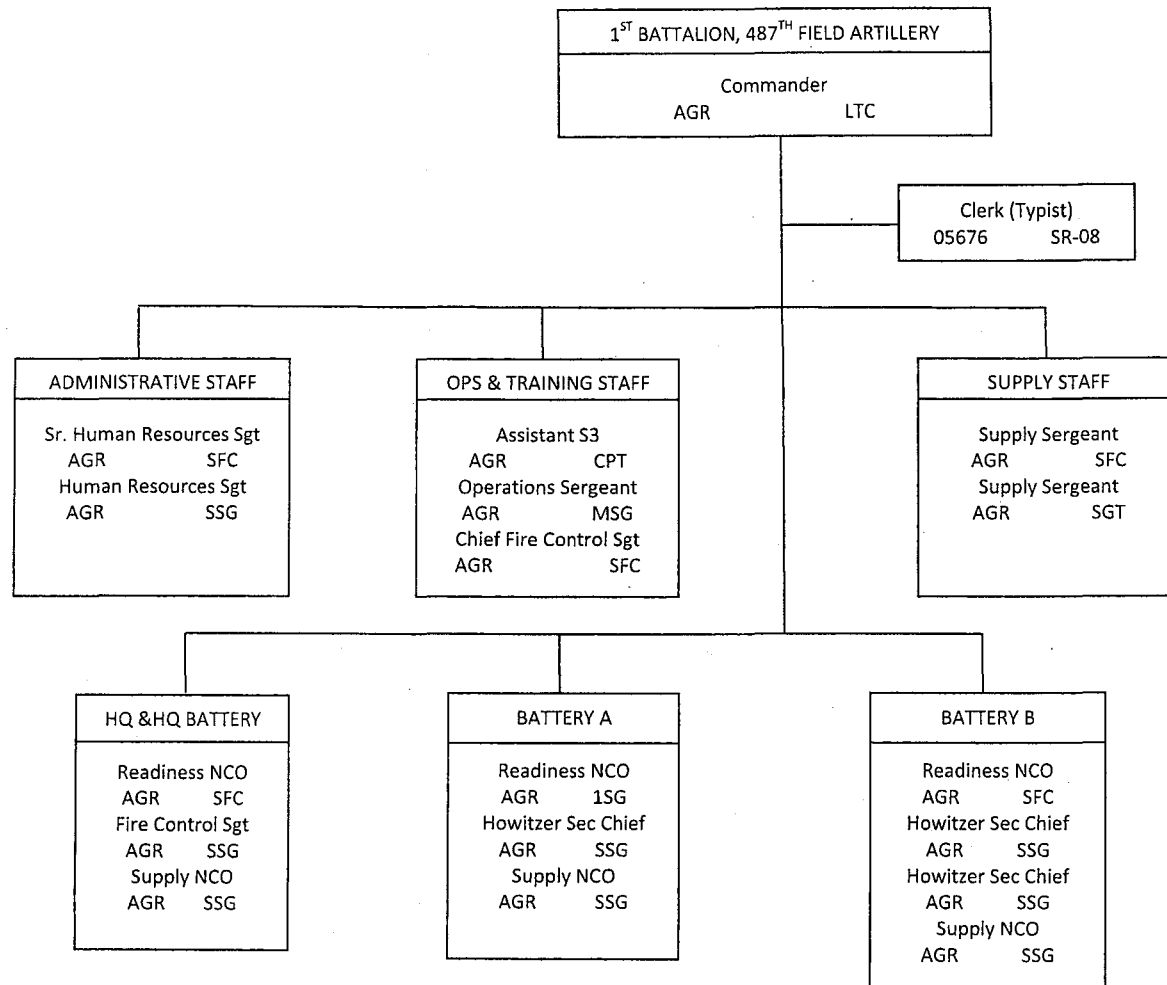 1ST BATTALION, 487TH FIELD ARTILLERY
Commander
AGR LTC
Clerk (Typist)
05676 SR-08
ADMINISTRATIVE STAFF
Sr. Human Resources Sgt
AGR SFC
Human Resources Sgt
AGR SSG
OPS & TRAINING STAFF
Assistant S3
AGR CPT
Operations Sergeant
AGR MSG
Chief Fire Control Sgt
AGR SFC
SUPPLY STAFF
Supply Sergeant
AGR SFC
Supply Sergeant
AGR SGT
HQ &HQ BATTERY
Readiness NCO
AGR SFC
Fire Control Sgt
AGR SSG
Supply NCO
AGR SSG
BATTERY A
Readiness NCO
AGR 1SG
Howitzer Sec Chief
AGR SSG
Supply NCO
AGR SSG
BATTERY B
Readiness NCO
AGR SFC
Howitzer Sec Chief
AGR SSG
Howitzer Sec Chief
AGR SSG
Supply NCO
AGR SSG